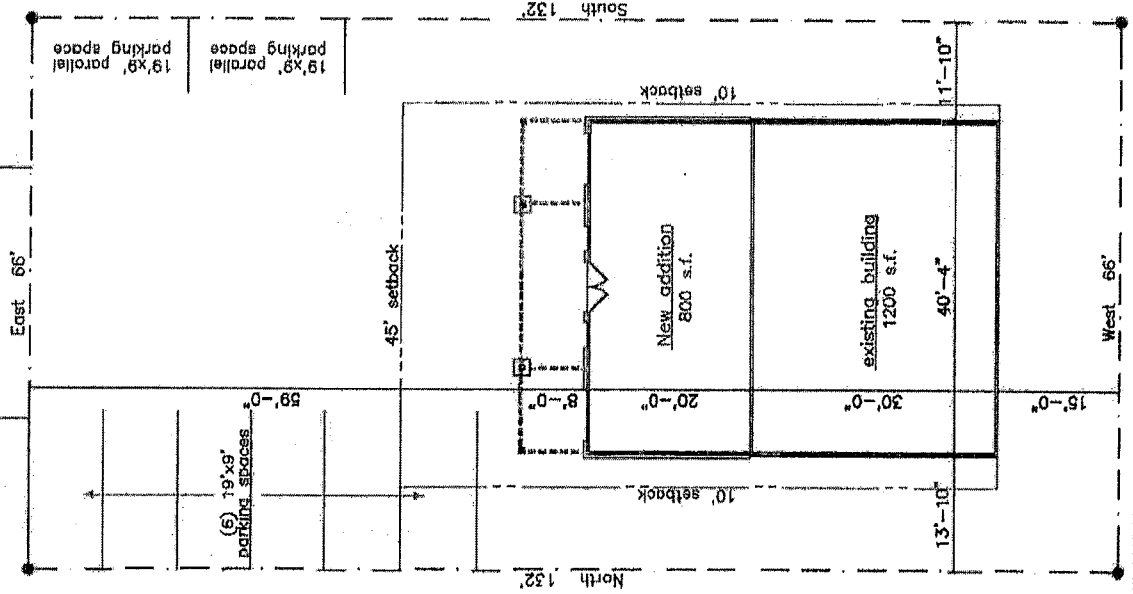 South 132'
19'x9' parallel
parking space
19'x9' parallel
parking space
East 66'
10' setback
11'-10"
45' setback
New addition
800 s.f.
existing building
1200 s.f.
40'-4"
West 66'
59'-0"
8'-0"
20'-0"
30'-0"
15'-0"
(6) 19'x9'
parking spaces
10' setback
13'-10"
North 132'